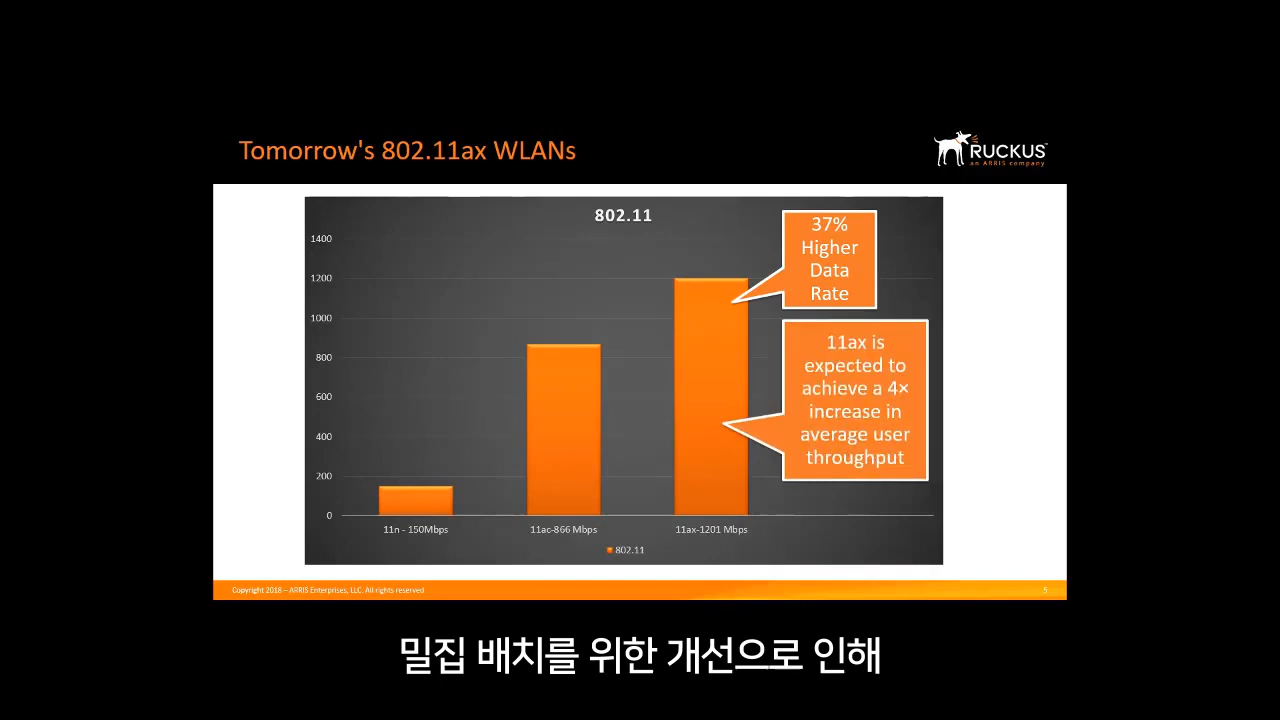 Tomorrow's 802.11ax WLANs
RUCKUS
an ARRIS company
802.11
1400
1200
1000
800
600
400
200
0
11n - 150Mbps
11ac-866 Mbps
11ax-1201 Mbps
802.11
37%
Higher
Data
Rate
11ax is
expected to
achieve a 4×
increase in
average user
throughput
Copyright 2018 – ARRIS Enterprises, LLC. All rights reserved
5
밀집 배치를 위한 개선으로 인해